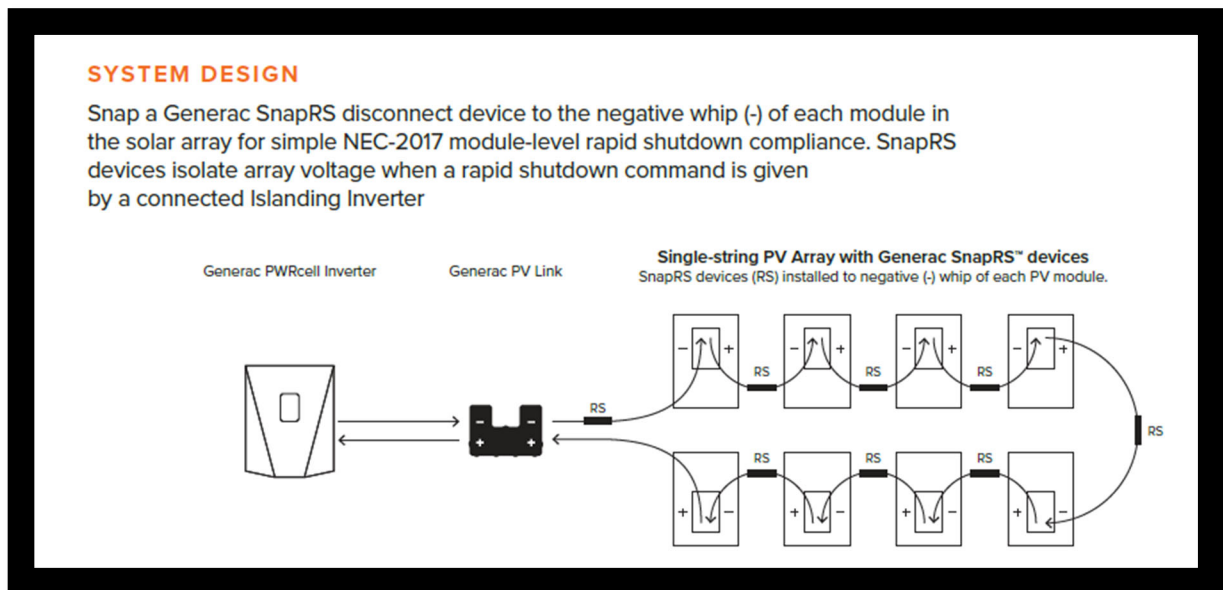 SYSTEM DESIGN
Snap a Generac SnapRS disconnect device to the negative whip (-) of each module in
the solar array for simple NEC-2017 module-level rapid shutdown compliance. SnapRS
devices isolate array voltage when a rapid shutdown command is given
by a connected Islanding Inverter
Generac PWRcell Inverter
Generac PV Link
Single-string PV Array with Generac SnapRS™ devices
SnapRS devices (RS) installed to negative (-) whip of each PV module.
− + − + − + − +
RS RS RS
RS
− −
+ +
RS
RS RS RS
+ − + − + − + −